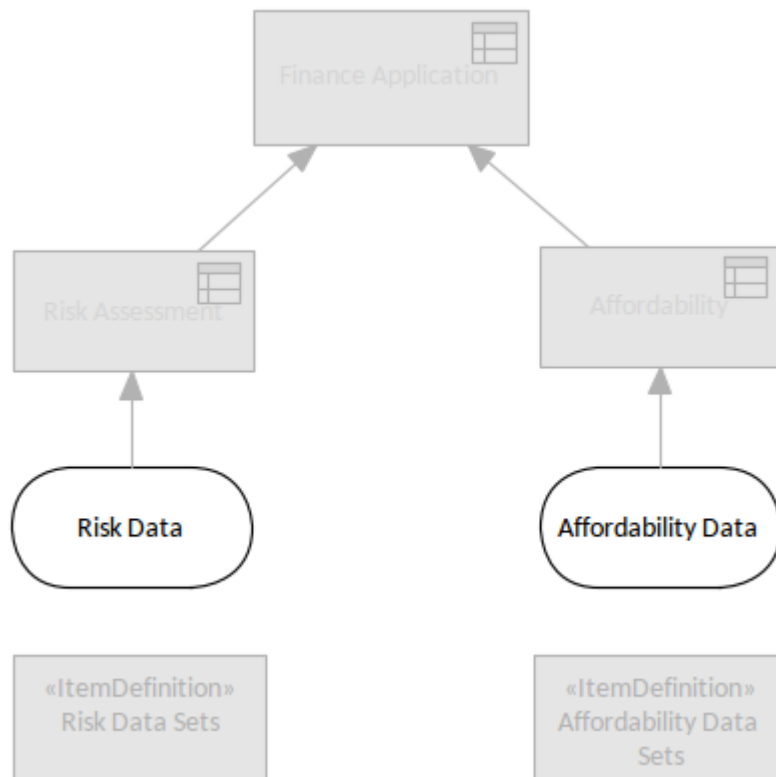 Finance Application
Risk Assessment
Affordability
Risk Data
Affordability Data
«ItemDefinition»
Risk Data Sets
«ItemDefinition»
Affordability Data
Sets